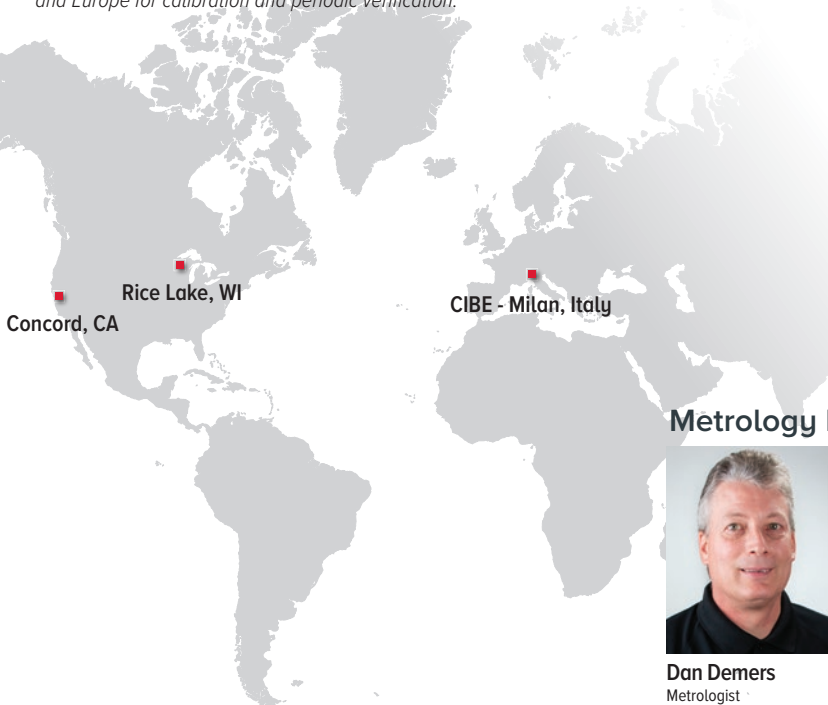 and Europe for calibration and periodic verification.
Rice Lake, WI
CIBE - Milan, Italy
Concord, CA
Metrology
Dan Demers
Metrologist